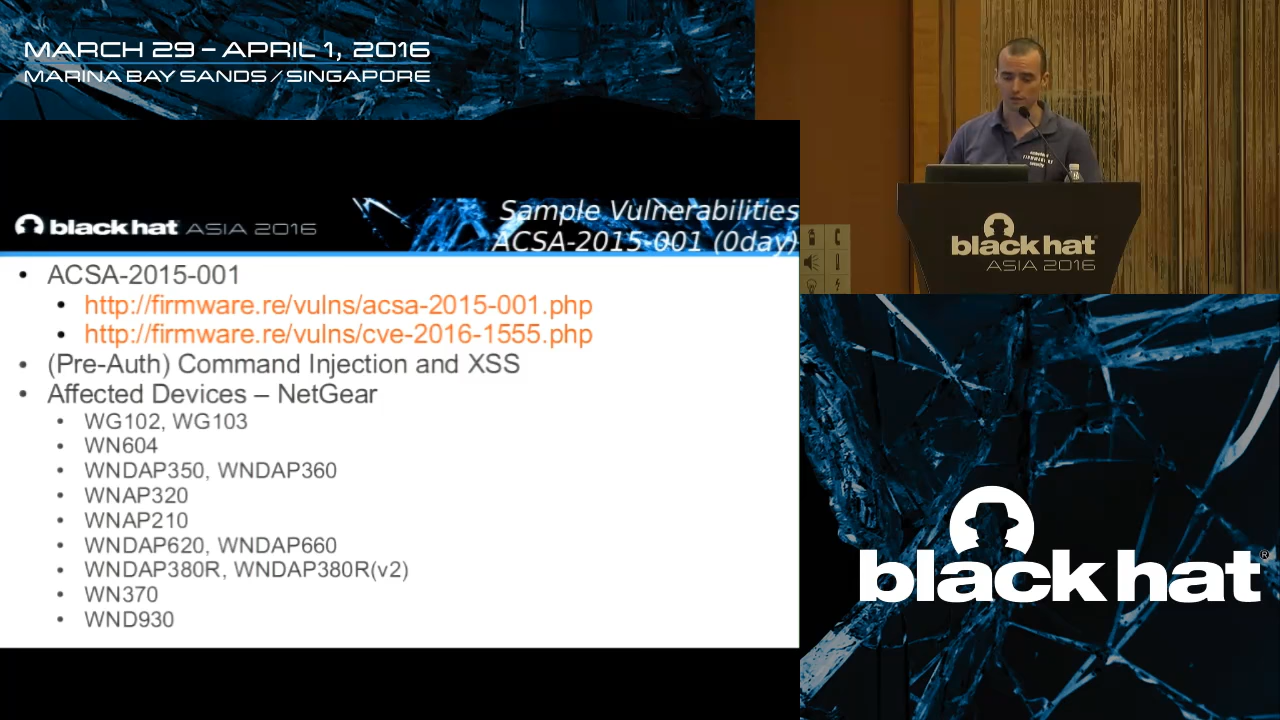 MARCH 29 – APRIL 1, 2016
MARINA BAY SANDS / SINGAPORE
black hat ASIA 2016
Sample Vulnerabilities
ACSA-2015-001 (0day)
• ACSA-2015-001
• http://firmware.re/vulns/acsa-2015-001.php
• http://firmware.re/vulns/cve-2016-1555.php
• (Pre-Auth) Command Injection and XSS
• Affected Devices – NetGear
• WG102, WG103
• WN604
• WNDAP350, WNDAP360
• WNAP320
• WNAP210
• WNDAP620, WNDAP660
• WNDAP380R, WNDAP380R(v2)
• WN370
• WND930
FIRMWARE.RE
black hat®
ASIA 2016
black hat®